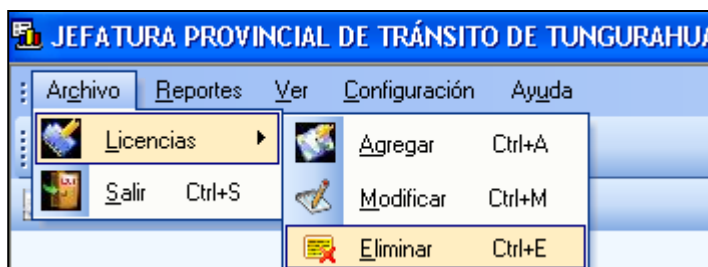 JEFATURA PROVINCIAL DE TRÁNSITO DE TUNGURAHUA
Archivo Reportes Ver Configuración Ayuda
Licencias Agregar Ctrl+A
Salir Ctrl+S Modificar Ctrl+M
Eliminar Ctrl+E